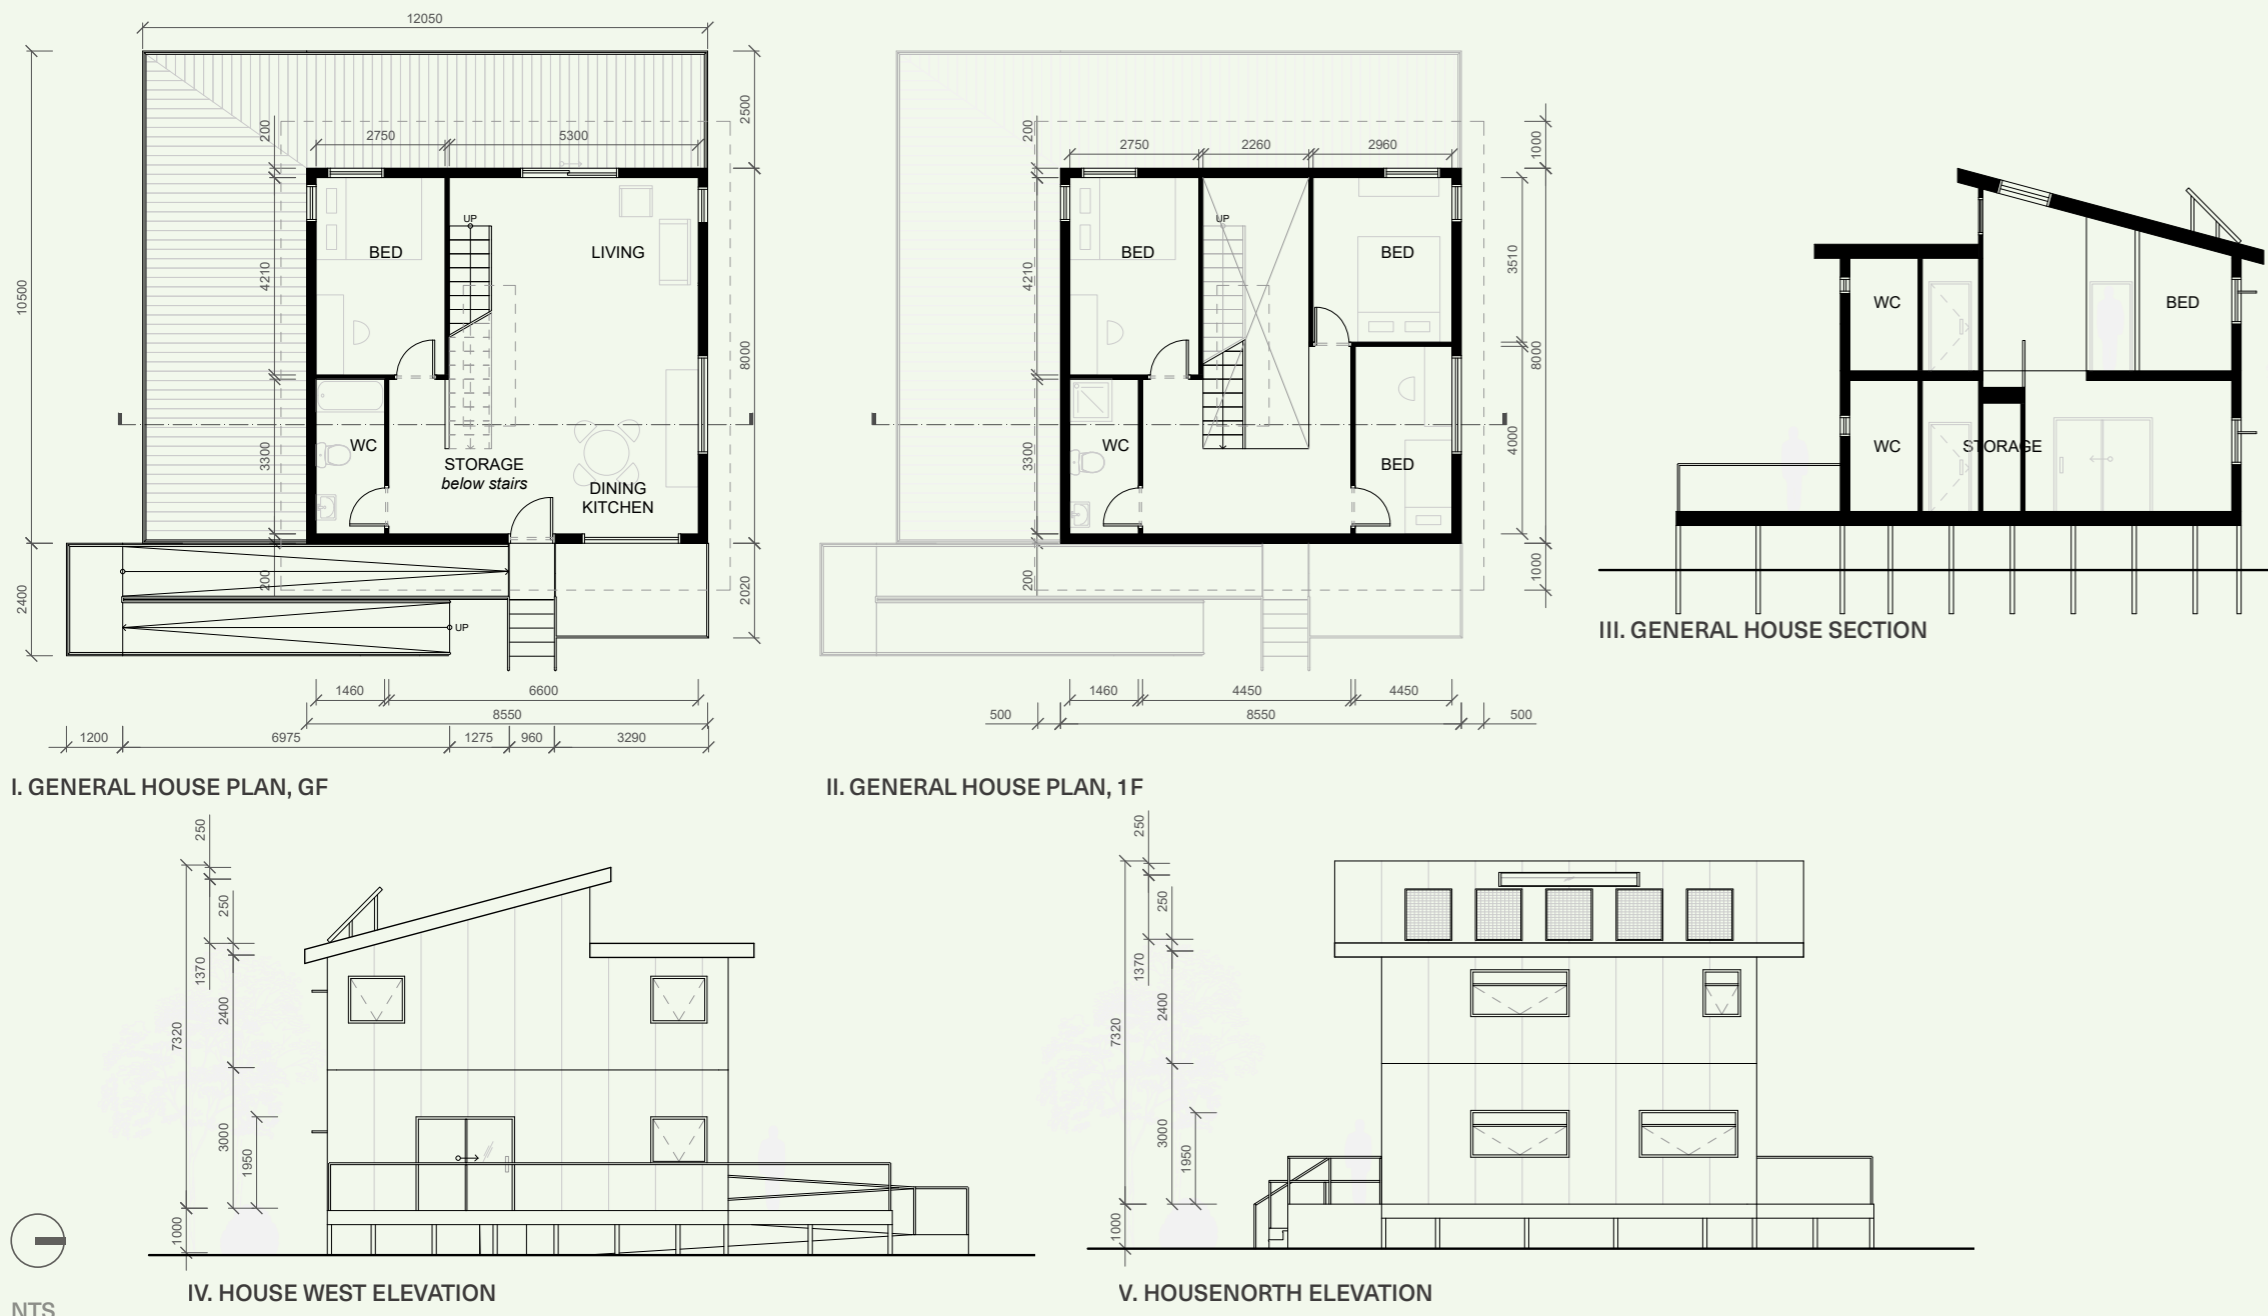 12050
10500
2400
200
2750
5300
2500
UP
BED
LIVING
4210
8000
WC
3300
STORAGE
below stairs
DINING
KITCHEN
200
UP
2020
1460
6600
8550
1200
6975
1275
960
3290
I. GENERAL HOUSE PLAN, GF
200
2750
2260
2960
1000
UP
BED
BED
4210
3510
8000
WC
BED
3300
4000
200
1000
1460
4450
4450
500
8550
500
II. GENERAL HOUSE PLAN, 1F
WC
BED
WC
STORAGE
III. GENERAL HOUSE SECTION
250
250
1370
2400
7320
3000
1950
1000
IV. HOUSE WEST ELEVATION
250
250
1370
2400
7320
3000
1950
1000
V. HOUSENORTH ELEVATION
NTS